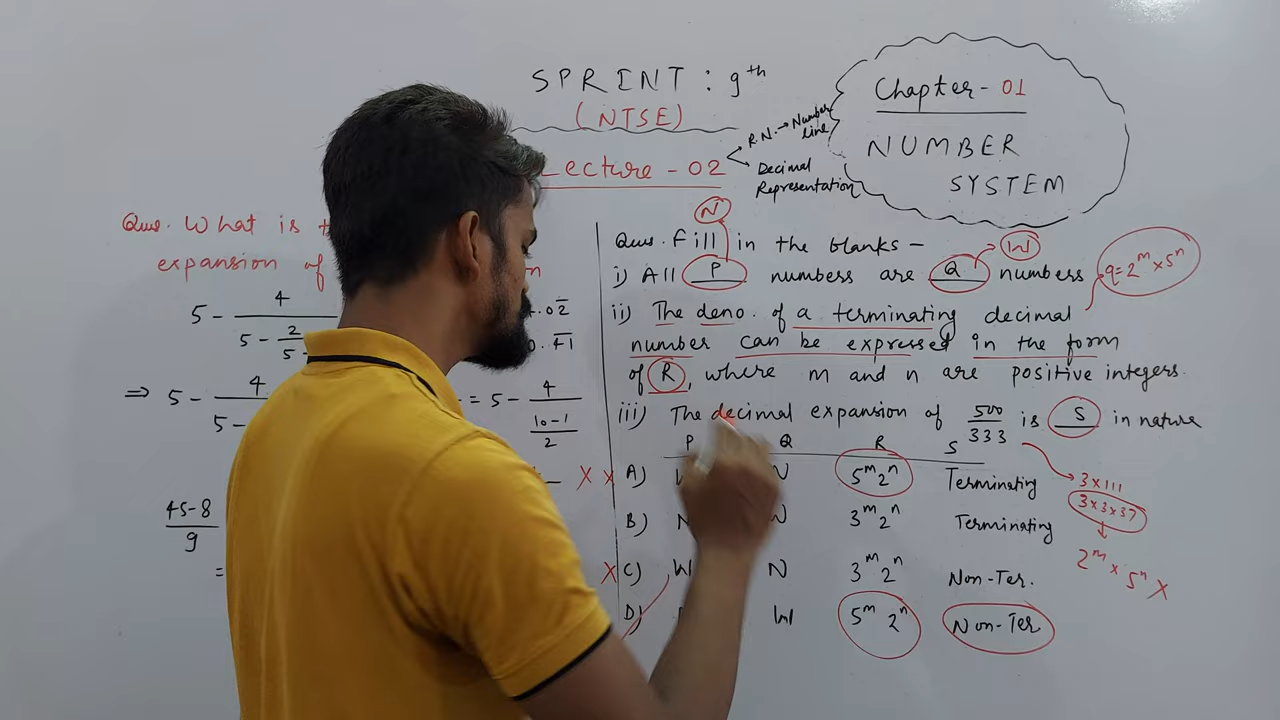 SPRINT : 9th
(NTSE)
Lecture - 02
R.N. → Number line
Decimal Representation
Chapter - 01
NUMBER
SYSTEM
Ques. What is
expansion of
5 - 4
5 - 2
5
⇒ 5 - 4
5 -
= 5 - 4
10-1
2
45-8
9
=
N
W
Ques. Fill in the blanks –
i) All P numbers are Q numbers
q = 2^m × 5^n
ii) The deno. of a terminating decimal
number can be expressed in the form
of R, where m and n are positive integers.
iii) The decimal expansion of 500/333 is S in nature
P Q R S
A) W N 5^m 2^n Terminating
B) N W 3^m 2^n Terminating
C) W N 3^m 2^n Non-Ter.
D) W 5^m 2^n Non-Ter
3×111
3×3×37
2^m × 5^n ×